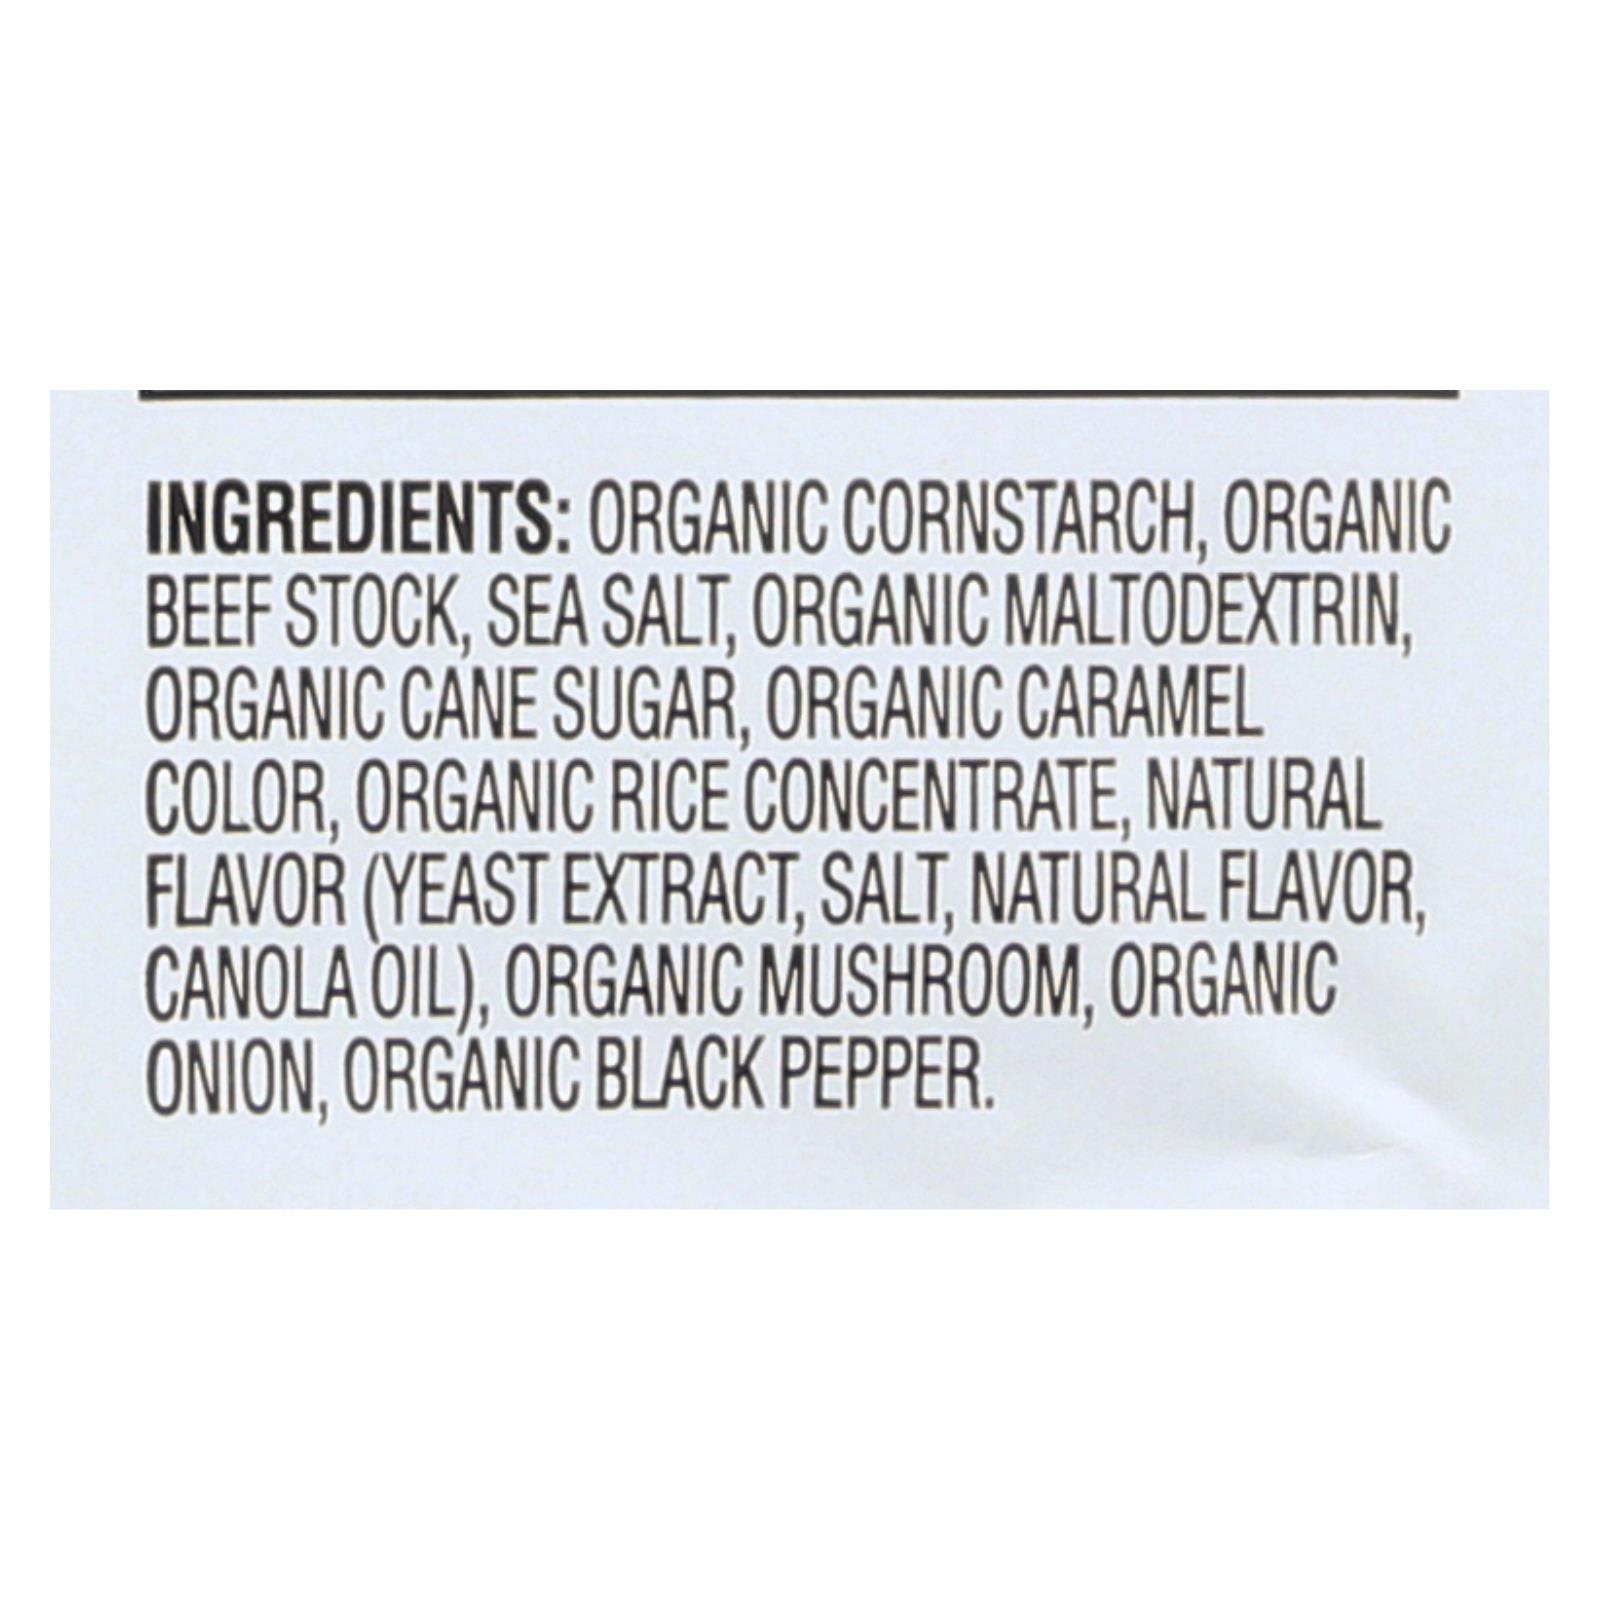 INGREDIENTS: ORGANIC CORNSTARCH, ORGANIC
BEEF STOCK, SEA SALT, ORGANIC MALTODEXTRIN,
ORGANIC CANE SUGAR, ORGANIC CARAMEL
COLOR, ORGANIC RICE CONCENTRATE, NATURAL
FLAVOR (YEAST EXTRACT, SALT, NATURAL FLAVOR,
CANOLA OIL), ORGANIC MUSHROOM, ORGANIC
ONION, ORGANIC BLACK PEPPER.